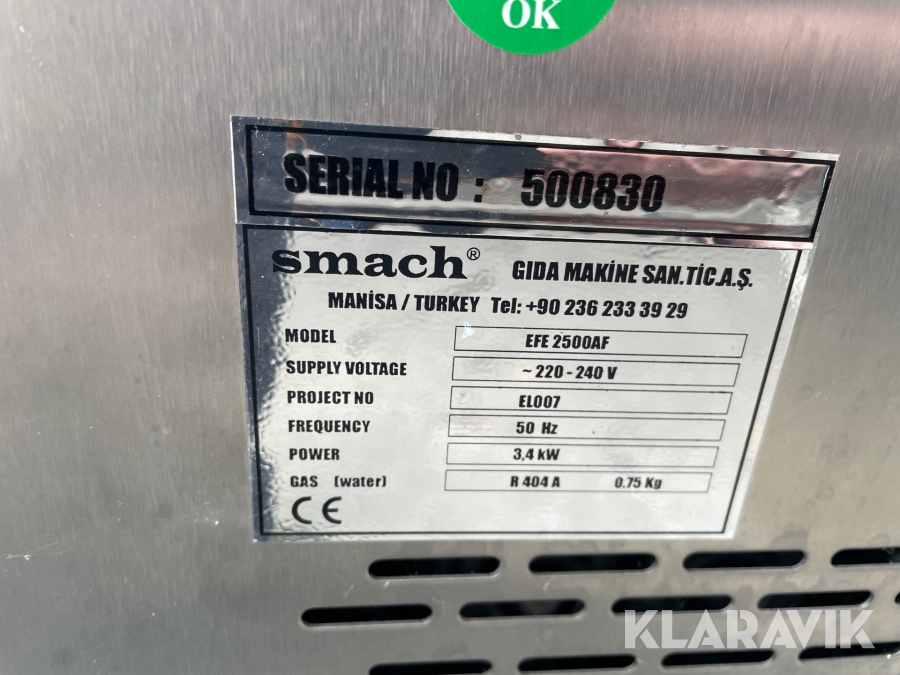 OK
SERIAL NO : 500830
smach® GIDA MAKİNE SAN.TİC.A.Ş.
MANİSA / TURKEY Tel: +90 236 233 39 29
MODEL EFE 2500AF
SUPPLY VOLTAGE ~ 220 - 240 V
PROJECT NO EL007
FREQUENCY 50 Hz
POWER 3,4 kW
GAS (water) R 404 A 0.75 Kg
CE
KLARAVIK